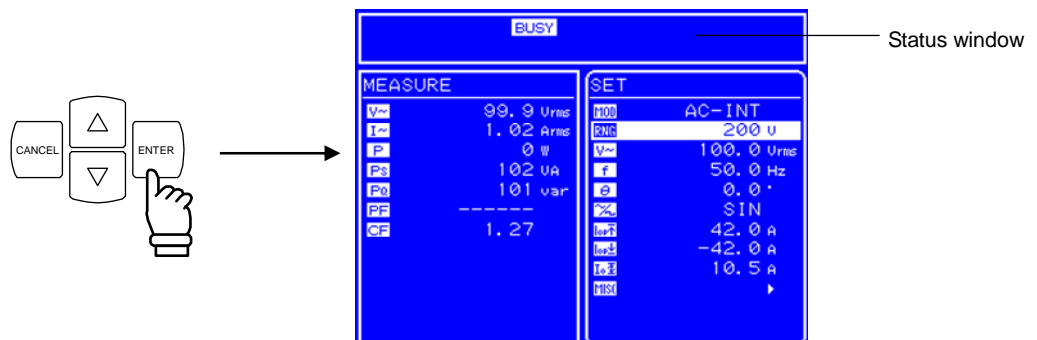 BUSY
Status window
CANCEL
ENTER
MEASURE
V~ 99.9 Vrms
I~ 1.02 Arms
P 0 W
PS 102 VA
PQ 101 var
PF ------
CF 1.27
SET
MOD AC-INT
RNG 200 V
V~ 100.0 Vrms
f 50.0 Hz
θ 0.0°
SIN
42.0 A
-42.0 A
10.5 A
MISC